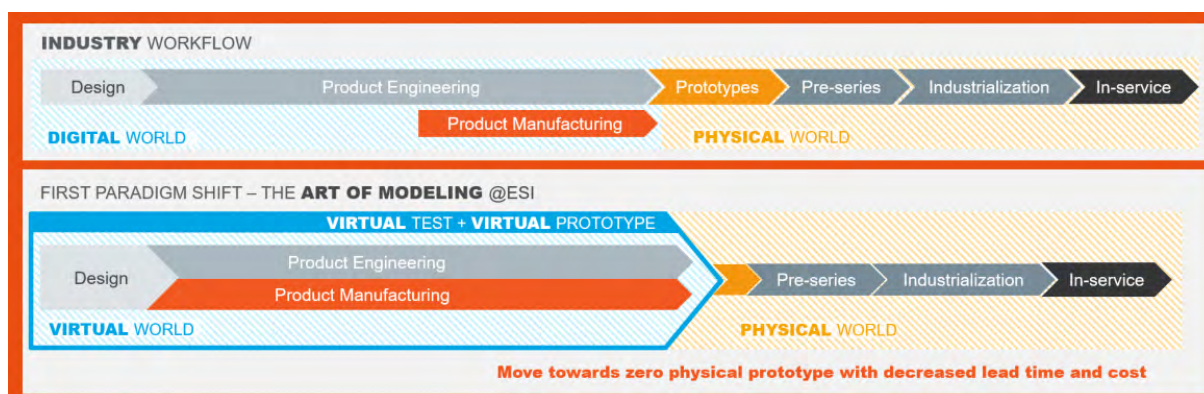 INDUSTRY WORKFLOW
Design
Product Engineering
Prototypes
Pre-series
Industrialization
In-service
Product Manufacturing
DIGITAL WORLD
PHYSICAL WORLD
FIRST PARADIGM SHIFT – THE ART OF MODELING @ESI
VIRTUAL TEST + VIRTUAL PROTOTYPE
Design
Product Engineering
Product Manufacturing
Pre-series
Industrialization
In-service
VIRTUAL WORLD
PHYSICAL WORLD
Move towards zero physical prototype with decreased lead time and cost